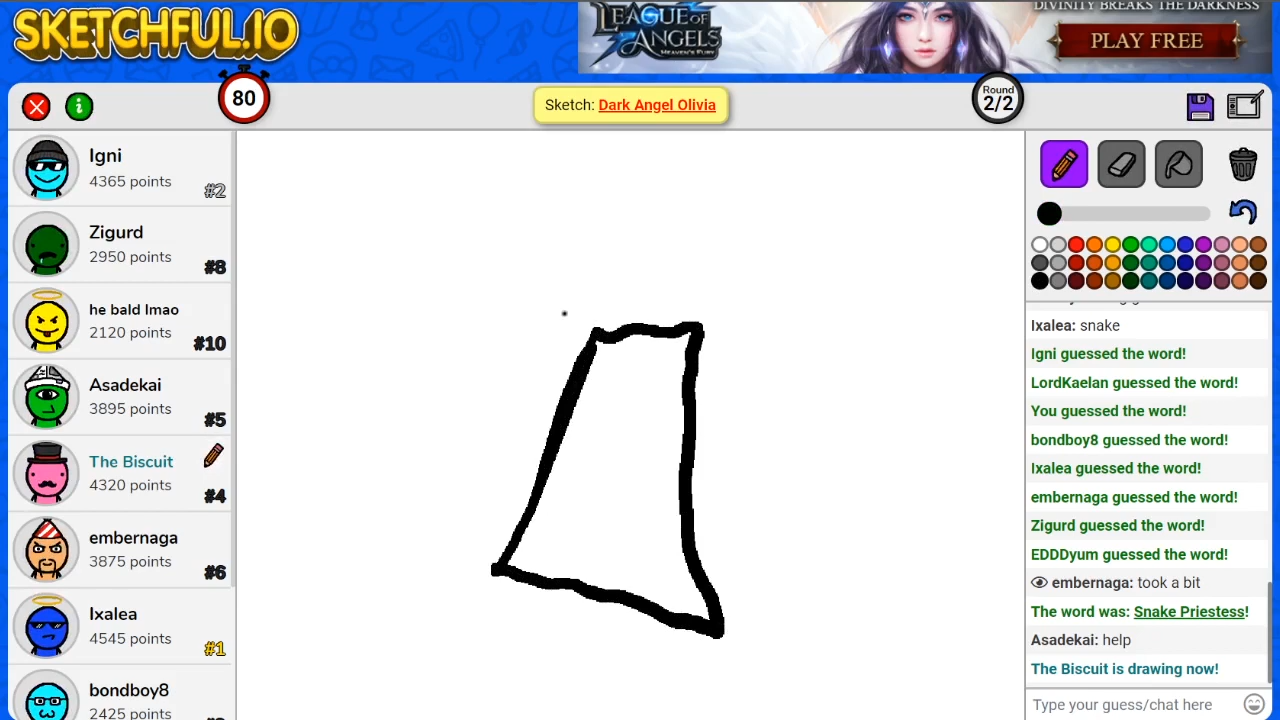 SKETCHFUL.IO
LEAGUE OF
ANGELS
HEAVEN'S FURY
DIVINITY BREAKS THE DARKNESS
PLAY FREE
80
Sketch: Dark Angel Olivia
Round
2/2
Igni
4365 points
#2
Zigurd
2950 points
#8
he bald lmao
2120 points
#10
Asadekai
3895 points
#5
The Biscuit
4320 points
#4
embernaga
3875 points
#6
Ixalea
4545 points
#1
bondboy8
2425 points
Ixalea: snake
Igni guessed the word!
LordKaelan guessed the word!
You guessed the word!
bondboy8 guessed the word!
Ixalea guessed the word!
embernaga guessed the word!
Zigurd guessed the word!
EDDDyum guessed the word!
embernaga: took a bit
The word was: Snake Priestess!
Asadekai: help
The Biscuit is drawing now!
Type your guess/chat here